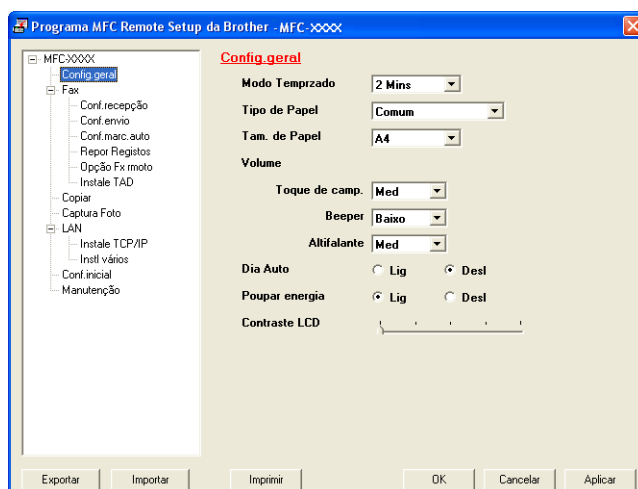 Programa MFC Remote Setup da Brother - MFC-XXXX
MFC-XXXX
Config.geral
Fax
Conf.recepção
Conf.envio
Conf.marc.auto
Repor Registos
Opção Fx rmoto
Instale TAD
Copiar
Captura Foto
LAN
Instale TCP/IP
Instl vários
Conf.inicial
Manutenção
Config.geral
Modo Temprzado 2 Mins
Tipo de Papel Comum
Tam. de Papel A4
Volume
Toque de camp. Med
Beeper Baixo
Altifalante Med
Dia Auto Lig Desl
Poupar energia Lig Desl
Contraste LCD
Exportar Importar Imprimir OK Cancelar Aplicar